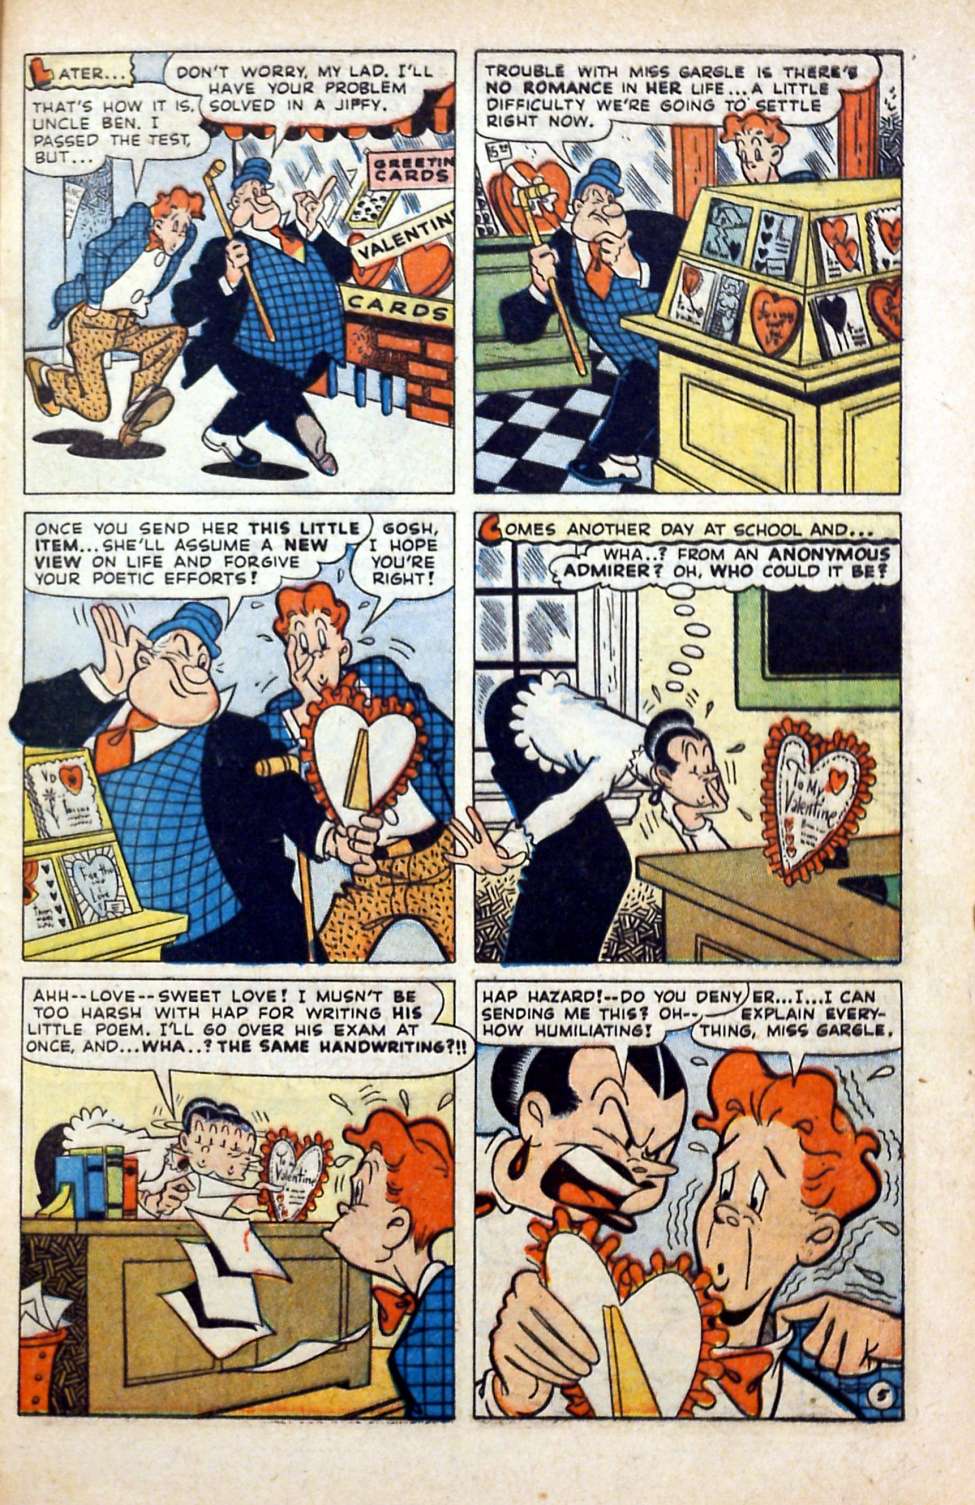 LATER...
THAT'S HOW IT IS,
UNCLE BEN. I
PASSED THE TEST,
BUT...
DON'T WORRY, MY LAD. I'LL
HAVE YOUR PROBLEM
SOLVED IN A JIFFY.
GREETIN
CARDS
VALENTIN
CARDS
TROUBLE WITH MISS GARGLE IS THERE'S
NO ROMANCE IN HER LIFE... A LITTLE
DIFFICULTY WE'RE GOING TO SETTLE
RIGHT NOW.
ONCE YOU SEND HER THIS LITTLE
ITEM... SHE'LL ASSUME A NEW
VIEW ON LIFE AND FORGIVE
YOUR POETIC EFFORTS!
GOSH,
I HOPE
YOU'RE
RIGHT!
VD
For the
I
Love
COMES ANOTHER DAY AT SCHOOL AND...
WHA..? FROM AN ANONYMOUS
ADMIRER? OH, WHO COULD IT BE?
To My
Valentine
AHH--LOVE--SWEET LOVE! I MUSN'T BE
TOO HARSH WITH HAP FOR WRITING HIS
LITTLE POEM. I'LL GO OVER HIS EXAM AT
ONCE, AND...WHA..? THE SAME HANDWRITING?!!
To My
Valentine
HAP HAZARD!--DO YOU DENY
SENDING ME THIS? OH--
HOW HUMILIATING!
ER...I...I CAN
EXPLAIN EVERY-
THING, MISS GARGLE.
5